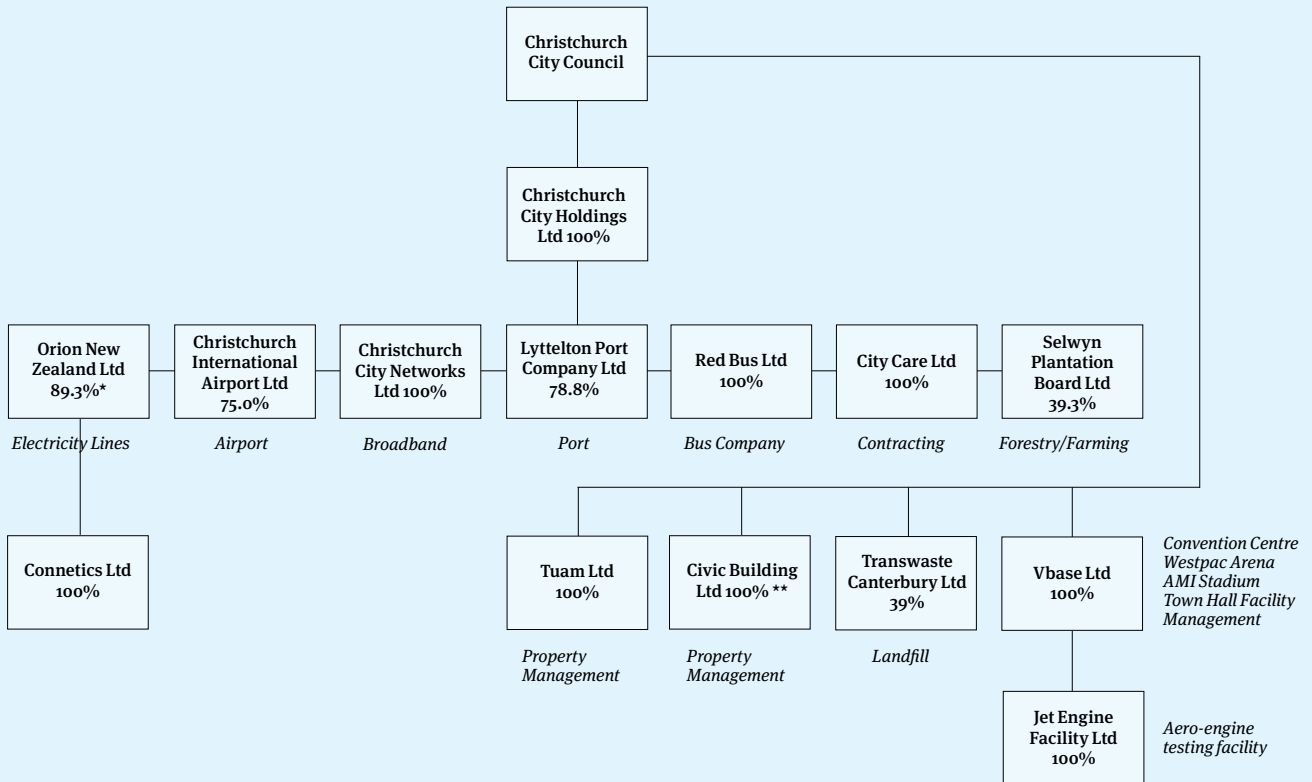 Christchurch
City Council
Christchurch
City Holdings
Ltd 100%
Orion New
Zealand Ltd
89.3%*
Electricity Lines
Christchurch
International
Airport Ltd
75.0%
Airport
Christchurch
City Networks
Ltd 100%
Broadband
Lyttelton Port
Company Ltd
78.8%
Port
Red Bus Ltd
100%
Bus Company
City Care Ltd
100%
Contracting
Selwyn
Plantation
Board Ltd
39.3%
Forestry/Farming
Connetics Ltd
100%
Tuam Ltd
100%
Property
Management
Civic Building
Ltd 100% **
Property
Management
Transwaste
Canterbury Ltd
39%
Landfill
Vbase Ltd
100%
Convention Centre
Westpac Arena
AMI Stadium
Town Hall Facility
Management
Jet Engine
Facility Ltd
100%
Aero-engine
testing facility